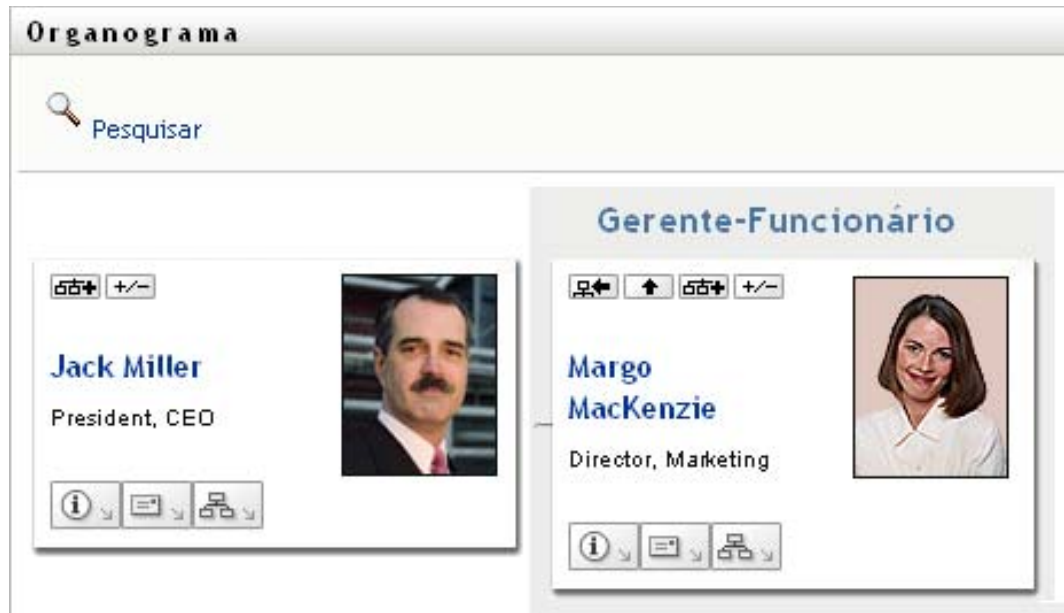 Organograma
Pesquisar
Gerente-Funcionário
+/-
+/-
Jack Miller
President, CEO
Margo
MacKenzie
Director, Marketing